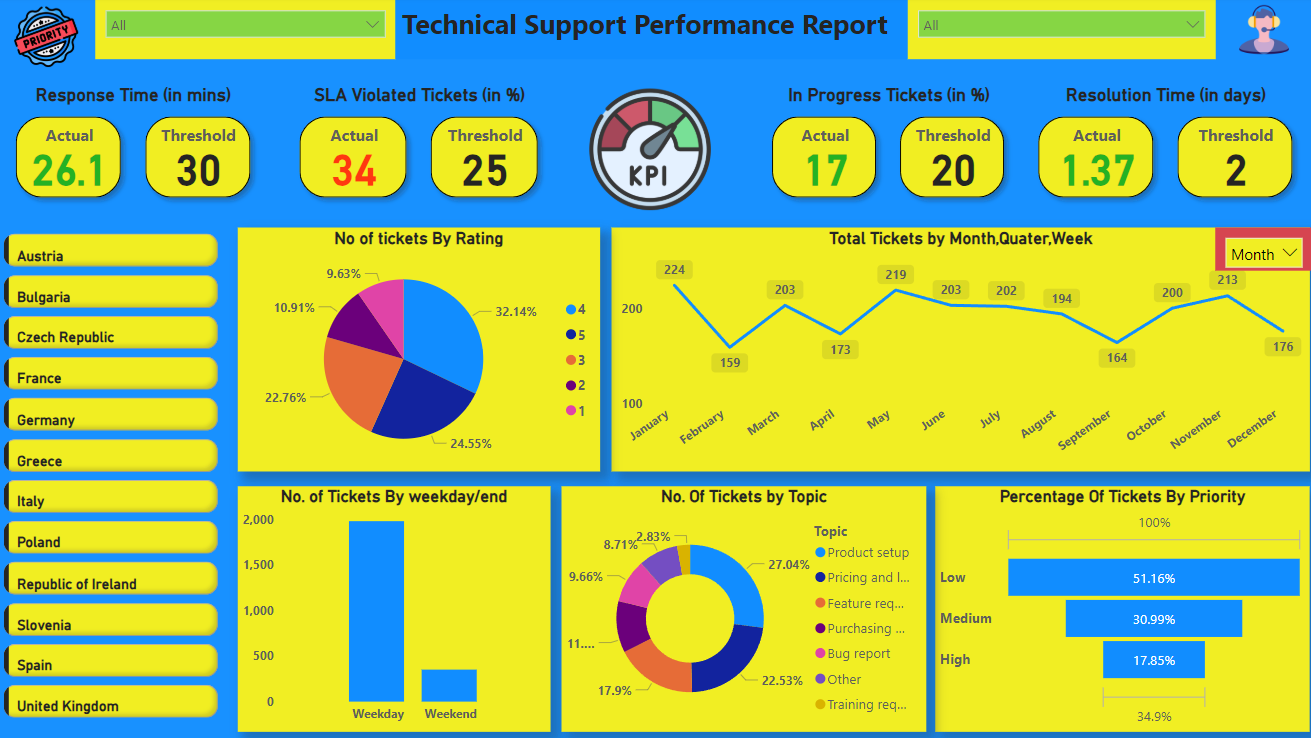 PRIORITY
All
Technical Support Performance Report
All
Response Time (in mins)
SLA Violated Tickets (in %)
In Progress Tickets (in %)
Resolution Time (in days)
Actual
26.1
Threshold
30
Actual
34
Threshold
25
KPI
Actual
17
Threshold
20
Actual
1.37
Threshold
2
Austria
Bulgaria
Czech Republic
France
Germany
Greece
Italy
Poland
Republic of Ireland
Slovenia
Spain
United Kingdom
No of tickets By Rating
9.63%
10.91%
32.14%
22.76%
24.55%
4
5
3
2
1
Total Tickets by Month,Quater,Week
Month
200
100
224
159
203
173
219
203
202
194
164
200
213
176
January
February
March
April
May
June
July
August
September
October
November
December
No. of Tickets By weekday/end
2,000
1,500
1,000
500
0
Weekday
Weekend
No. Of Tickets by Topic
2.83%
8.71%
27.04%
9.66%
11....
17.9%
22.53%
Topic
Product setup
Pricing and l...
Feature req...
Purchasing ...
Bug report
Other
Training req...
Percentage Of Tickets By Priority
100%
Low
51.16%
Medium
30.99%
High
17.85%
34.9%